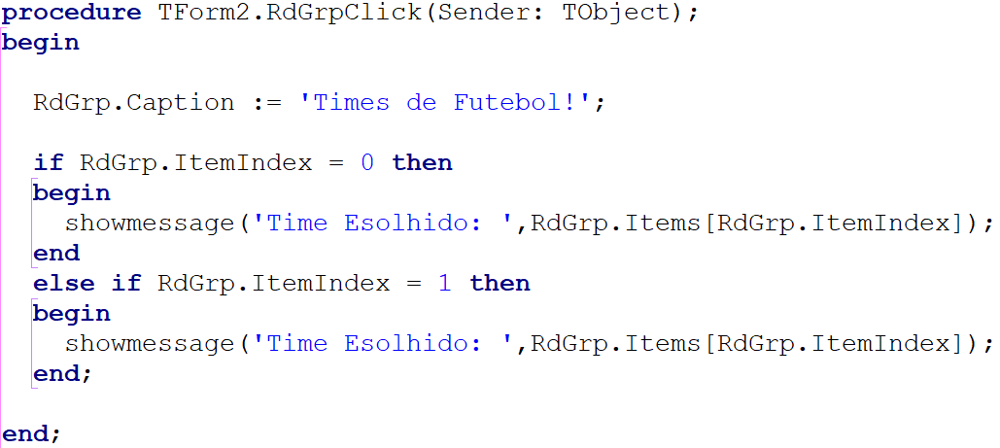 procedure TForm2.RdGrpClick(Sender: TObject);
begin
RdGrp.Caption := 'Times de Futebol!';
if RdGrp.ItemIndex = 0 then
begin
showmessage('Time Esolhido: ',RdGrp.Items[RdGrp.ItemIndex]);
end
else if RdGrp.ItemIndex = 1 then
begin
showmessage('Time Esolhido: ',RdGrp.Items[RdGrp.ItemIndex]);
end;
end;